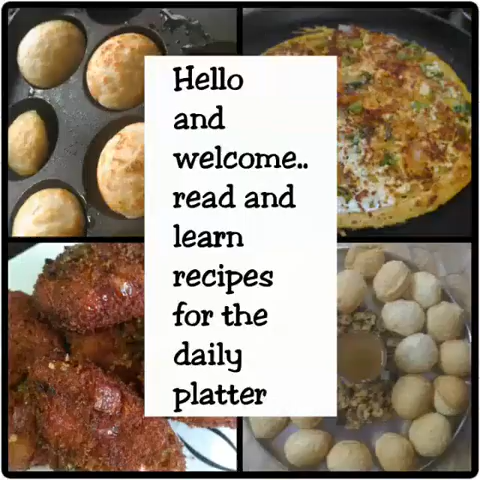 Hello
and
welcome..
read and
learn
recipes
for the
daily
platter